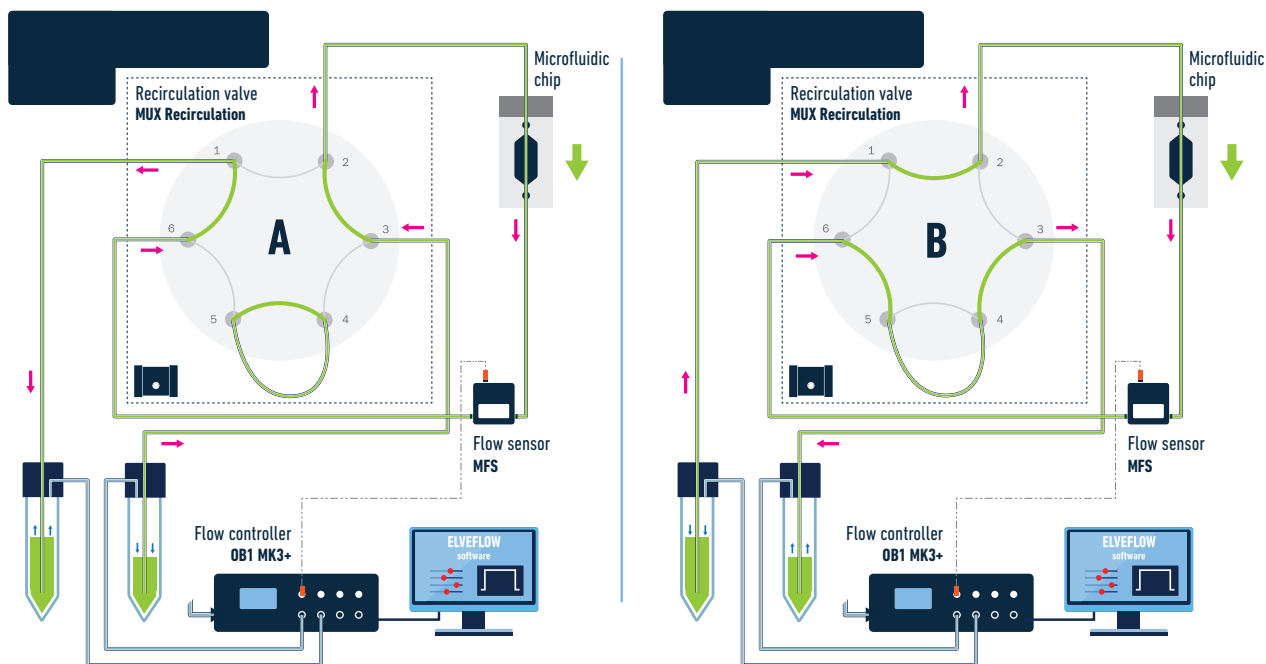 Microfluidic
chip
Recirculation valve
MUX Recirculation
1
2
6
3
A
5
4
Flow sensor
MFS
Flow controller
OB1 MK3+
ELVEFLOW
software
Microfluidic
chip
Recirculation valve
MUX Recirculation
1
2
6
3
B
5
4
Flow sensor
MFS
Flow controller
OB1 MK3+
ELVEFLOW
software